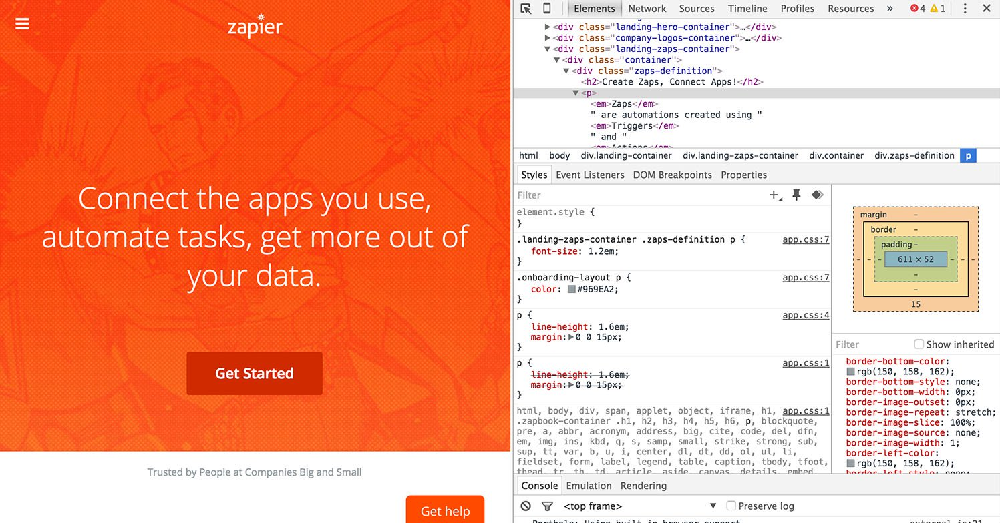 zapier
Connect the apps you use,
automate tasks, get more out of
your data.
Get Started
Trusted by People at Companies Big and Small
Get help
Elements Network Sources Timeline Profiles Resources » 4 1
<div class="landing-hero-container">…</div>
<div class="company-logos-container">…</div>
<div class="landing-zaps-container">
<div class="container">
<div class="zaps-definition">
<h2>Create Zaps, Connect Apps!</h2>
<p>
<em>Zaps</em>
" are automations created using "
<em>Triggers</em>
" and "
<em>Actions</em>
html body div.landing-container div.landing-zaps-container div.container div.zaps-definition p
Styles Event Listeners DOM Breakpoints Properties
Filter
element.style {
}
.landing-zaps-container .zaps-definition p { app.css:7
font-size: 1.2em;
}
.onboarding-layout p { app.css:7
color: #969EA2;
}
p { app.css:4
line-height: 1.6em;
margin: 0 0 15px;
}
p { app.css:1
line-height: 1.6em;
margin: 0 0 15px;
}
html, body, div, span, applet, object, iframe, h1, app.css:1
.zapbook-container .h1, h2, h3, h4, h5, h6, p, blockquote,
pre, a, abbr, acronym, address, big, cite, code, del, dfn,
em, img, ins, kbd, q, s, samp, small, strike, strong, sub,
sup, tt, var, b, u, i, center, dl, dt, dd, ol, ul, li,
fieldset, form, label, legend, table, caption, tbody, tfoot,
thead, tr, th, td, article, aside, canvas, details, embed,
margin -
border -
padding -
- - - 611 × 52 - - -
-
-
15
Filter Show inherited
border-bottom-color:
rgb(150, 158, 162);
border-bottom-style: none;
border-bottom-width: 0px;
border-image-outset: 0px;
border-image-repeat: stretch;
border-image-slice: 100%;
border-image-source: none;
border-image-width: 1;
border-left-color:
rgb(150, 158, 162);
border-left-style: none;
Console Emulation Rendering
<top frame> ▼ Preserve log
Porthole: Using built-in browser support external.js:21